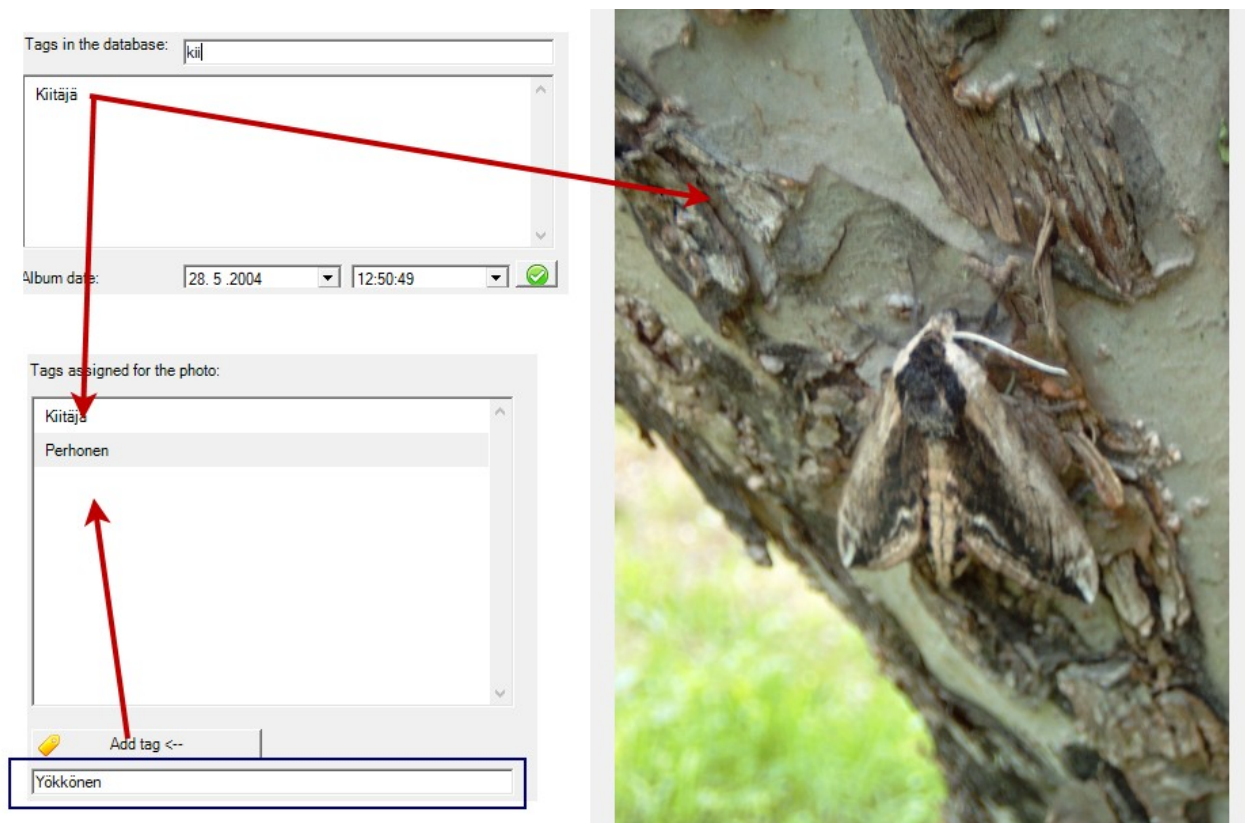 Tags in the database:
kii
Kiitäjä
Album date:
28. 5 .2004
12:50:49
Tags assigned for the photo:
Kiitäjä
Perhonen
Add tag <--
Yökkönen